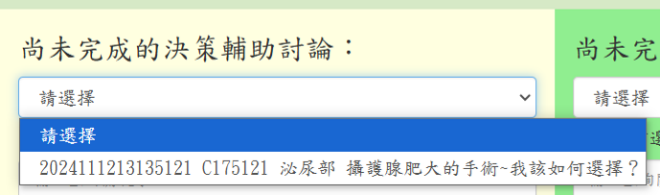 尚未完成的決策輔助討論：
尚未完
請選擇
請選擇
請選擇
2024111213135121 C175121 泌尿部 攝護腺肥大的手術~我該如何選擇？